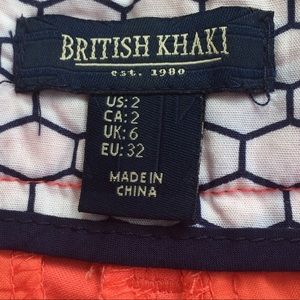 BRITISH KHAKI
est. 1980
US: 2
CA: 2
UK: 6
EU: 32
MADE IN
CHINA